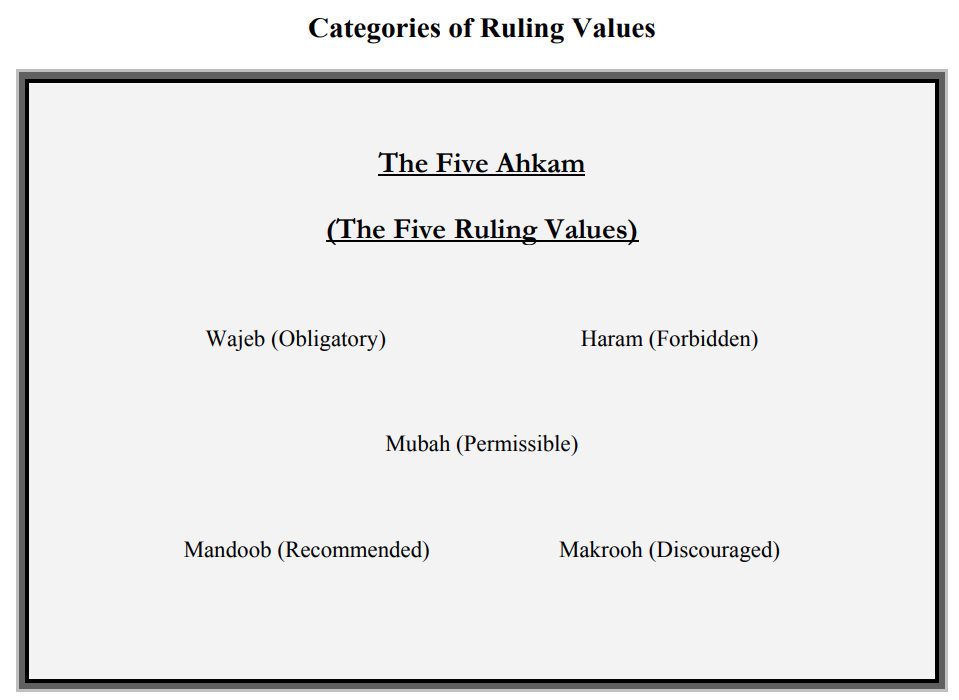 Categories of Ruling Values
The Five Ahkam
(The Five Ruling Values)
Wajeb (Obligatory) Haram (Forbidden)
Mubah (Permissible)
Mandoob (Recommended) Makrooh (Discouraged)